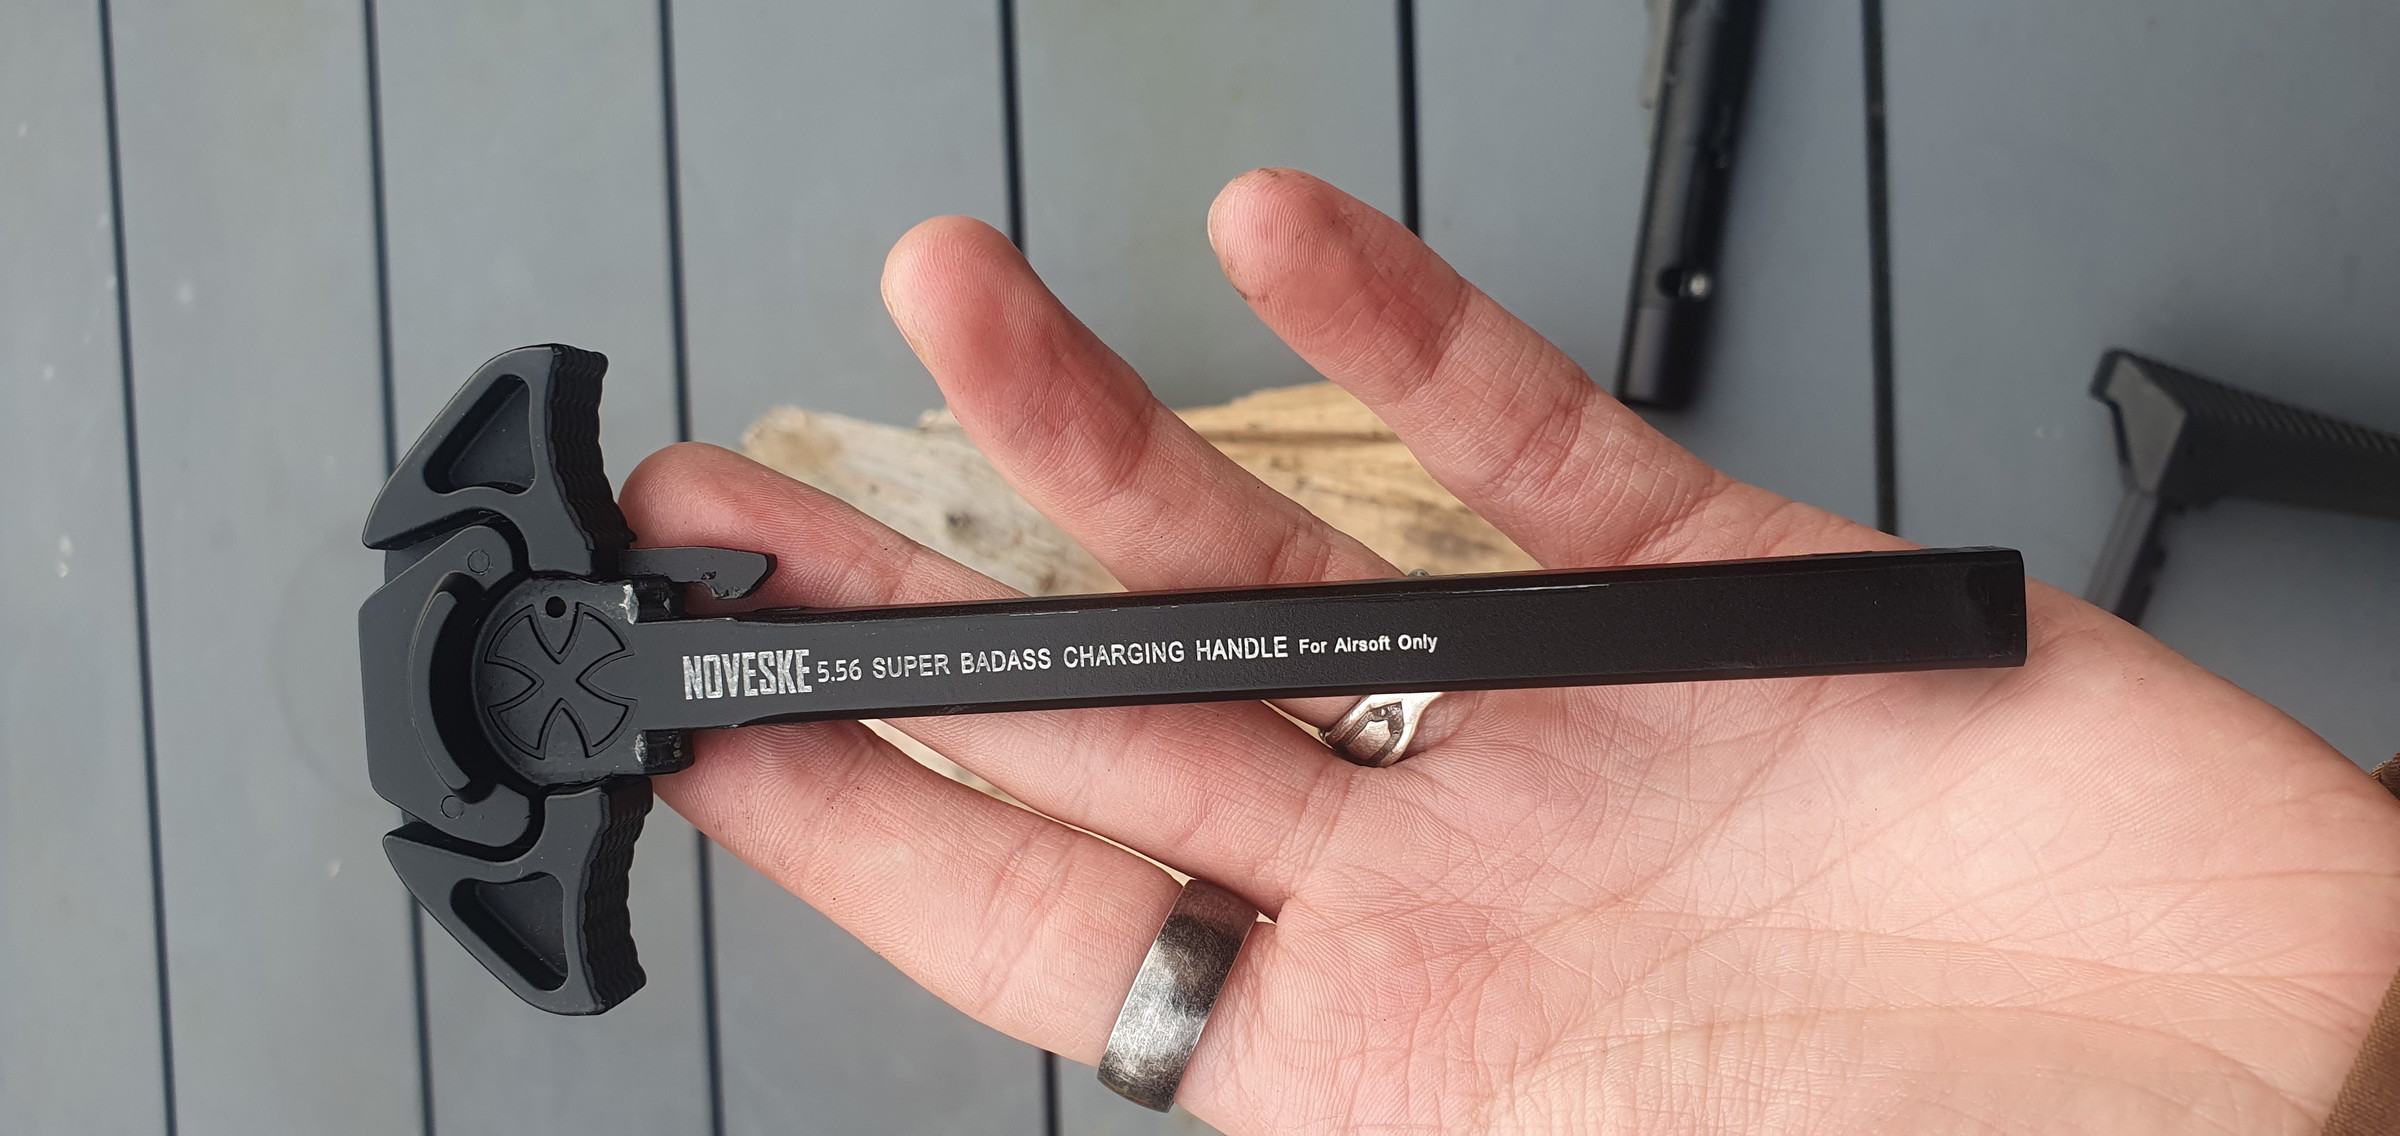 NOVESKE 5.56 SUPER BADASS CHARGING HANDLE For Airsoft Only